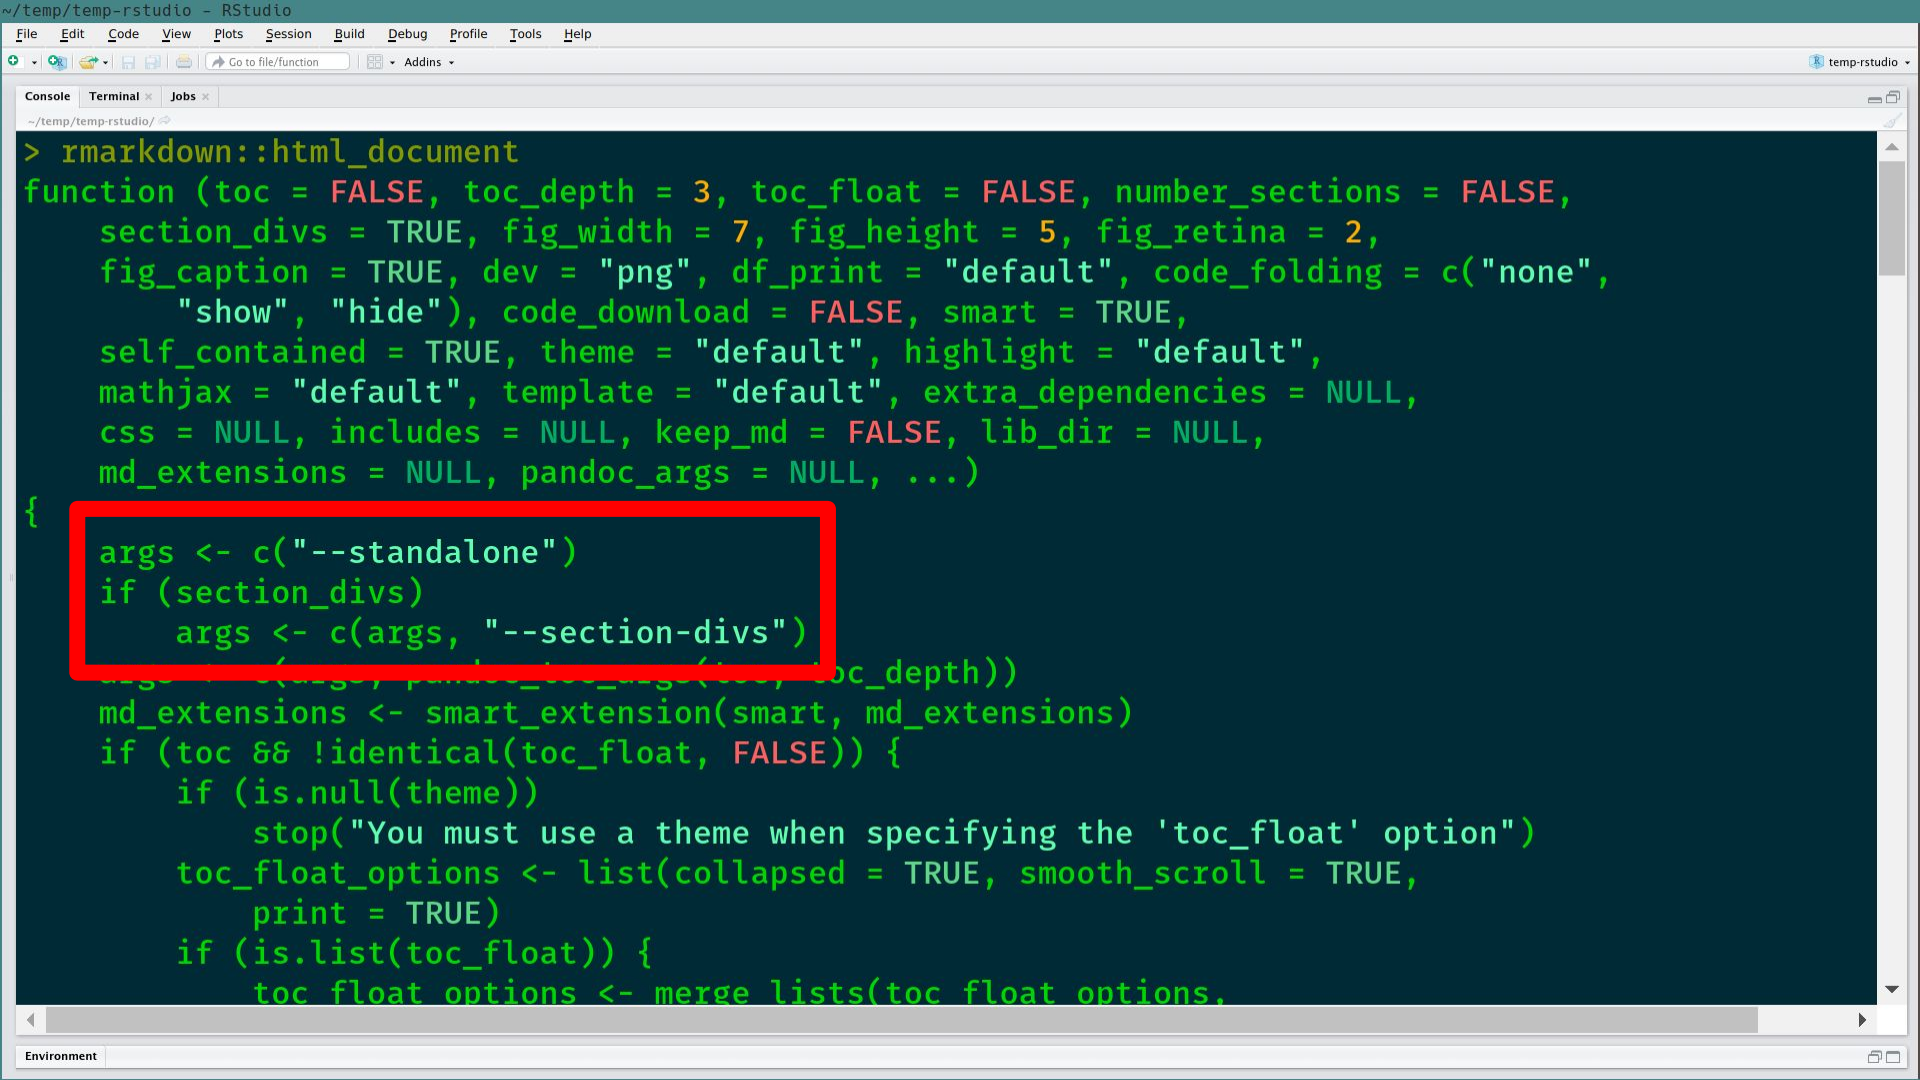 ~/temp/temp-rstudio - RStudio
File Edit Code View Plots Session Build Debug Profile Tools Help
Go to file/function Addins temp-rstudio
Console Terminal Jobs
~/temp/temp-rstudio/
> rmarkdown::html_document
function (toc = FALSE, toc_depth = 3, toc_float = FALSE, number_sections = FALSE,
    section_divs = TRUE, fig_width = 7, fig_height = 5, fig_retina = 2,
    fig_caption = TRUE, dev = "png", df_print = "default", code_folding = c("none",
        "show", "hide"), code_download = FALSE, smart = TRUE,
    self_contained = TRUE, theme = "default", highlight = "default",
    mathjax = "default", template = "default", extra_dependencies = NULL,
    css = NULL, includes = NULL, keep_md = FALSE, lib_dir = NULL,
    md_extensions = NULL, pandoc_args = NULL, ...)
{
    args <- c("--standalone")
    if (section_divs)
        args <- c(args, "--section-divs")
    args <- c(args, pandoc_toc_args(toc, toc_depth))
    md_extensions <- smart_extension(smart, md_extensions)
    if (toc && !identical(toc_float, FALSE)) {
        if (is.null(theme))
            stop("You must use a theme when specifying the 'toc_float' option")
        toc_float_options <- list(collapsed = TRUE, smooth_scroll = TRUE,
            print = TRUE)
        if (is.list(toc_float)) {
            toc_float_options <- merge_lists(toc_float_options,
Environment